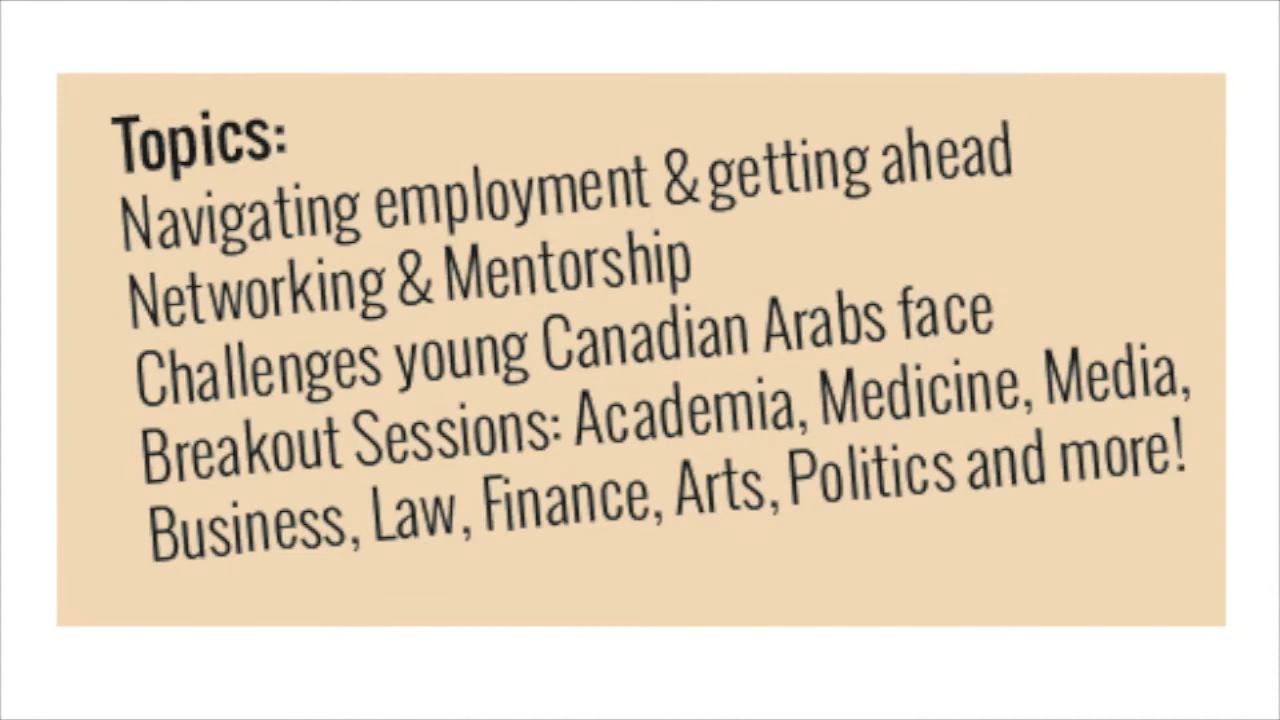 Topics:
Navigating employment & getting ahead
Networking & Mentorship
Challenges young Canadian Arabs face
Breakout Sessions: Academia, Medicine, Media,
Business, Law, Finance, Arts, Politics and more!